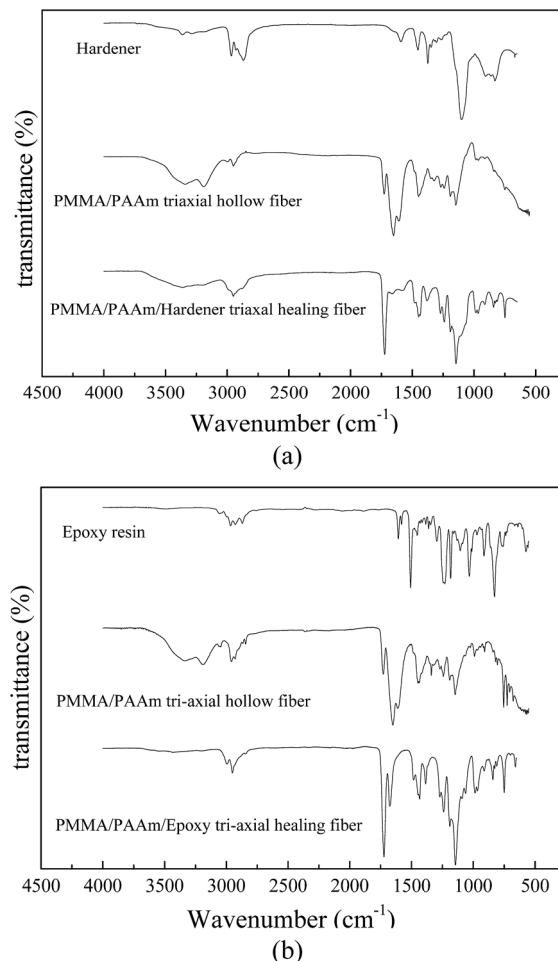 Hardener
PMMA/PAAm triaxial hollow fiber
PMMA/PAAm/Hardener triaxal healing fiber
transmittance (%)
4500 4000 3500 3000 2500 2000 1500 1000 500
Wavenumber (cm⁻¹)
(a)
Epoxy resin
PMMA/PAAm tri-axial hollow fiber
PMMA/PAAm/Epoxy tri-axial healing fiber
transmittance (%)
4500 4000 3500 3000 2500 2000 1500 1000 500
Wavenumber (cm⁻¹)
(b)